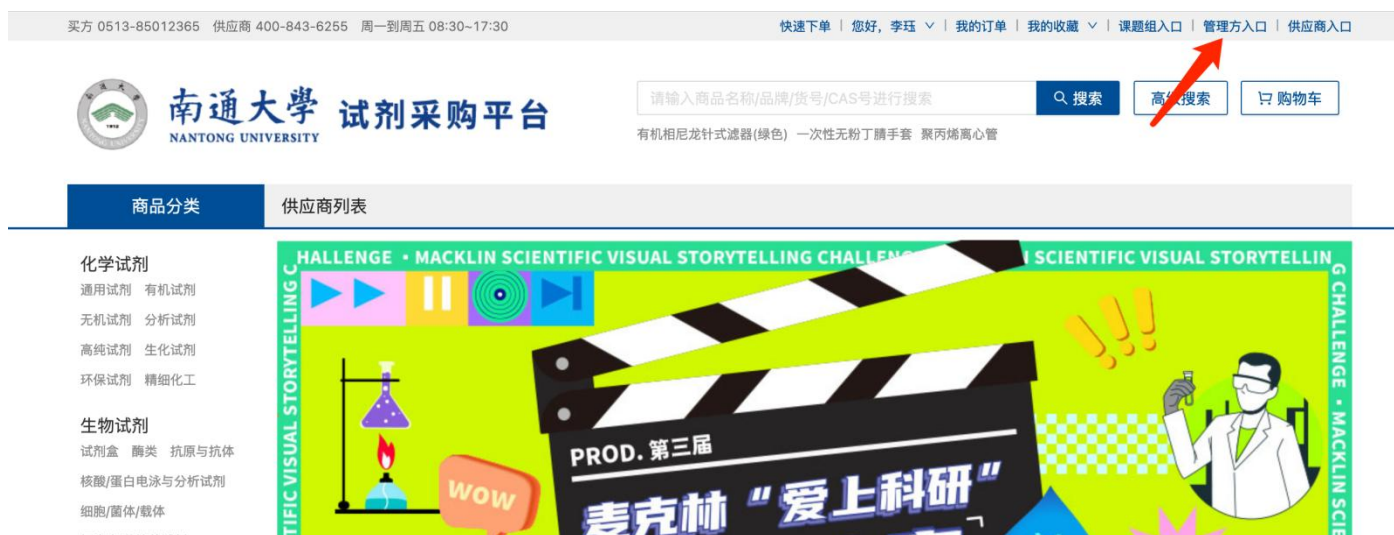 买方 0513-85012365 供应商 400-843-6255 周一到周五 08:30~17:30
快速下单 您好, 李珏 我的订单 我的收藏 课题组入口 管理方入口 供应商入口
南通大學 试剂采购平台
NANTONG UNIVERSITY
请输入商品名称/品牌/货号/CAS号进行搜索 搜索 高级搜索 购物车
有机相尼龙针式滤器(绿色) 一次性无粉丁腈手套 聚丙烯离心管
商品分类 供应商列表
化学试剂
通用试剂 有机试剂
无机试剂 分析试剂
高纯试剂 生化试剂
环保试剂 精细化工
生物试剂
试剂盒 酶类 抗原与抗体
核酸/蛋白电泳与分析试剂
细胞/菌体/载体
HALLENGE · MACKLIN SCIENTIFIC VISUAL STORYTELLING CHALLENG
SCIENTIFIC VISUAL STORYTELLIN
G CHALLENGE · MACKLIN SCIE
TIFIC VISUAL STORYTELLING C
WOW
PROD. 第三届
麦克林“爱上科研”